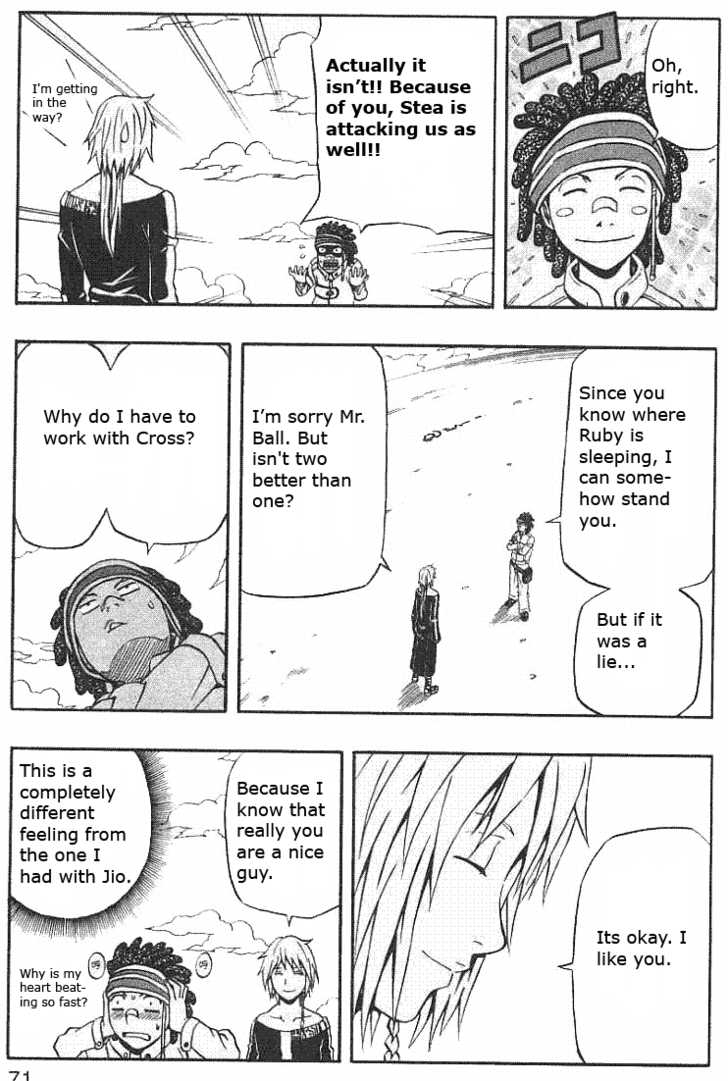 Oh,
right.
ニコ
Actually it
isn’t!! Because
of you, Stea is
attacking us as
well!!
I'm getting
in the
way?
Since you
know where
Ruby is
sleeping, I
can some-
how stand
you.
But if it
was a
lie...
I’m sorry Mr.
Ball. But
isn't two
better than
one?
Why do I have to
work with Cross?
Its okay. I
like you.
Because I
know that
really you
are a nice
guy.
This is a
completely
different
feeling from
the one I
had with Jio.
Why is my
heart beat-
ing so fast?
71